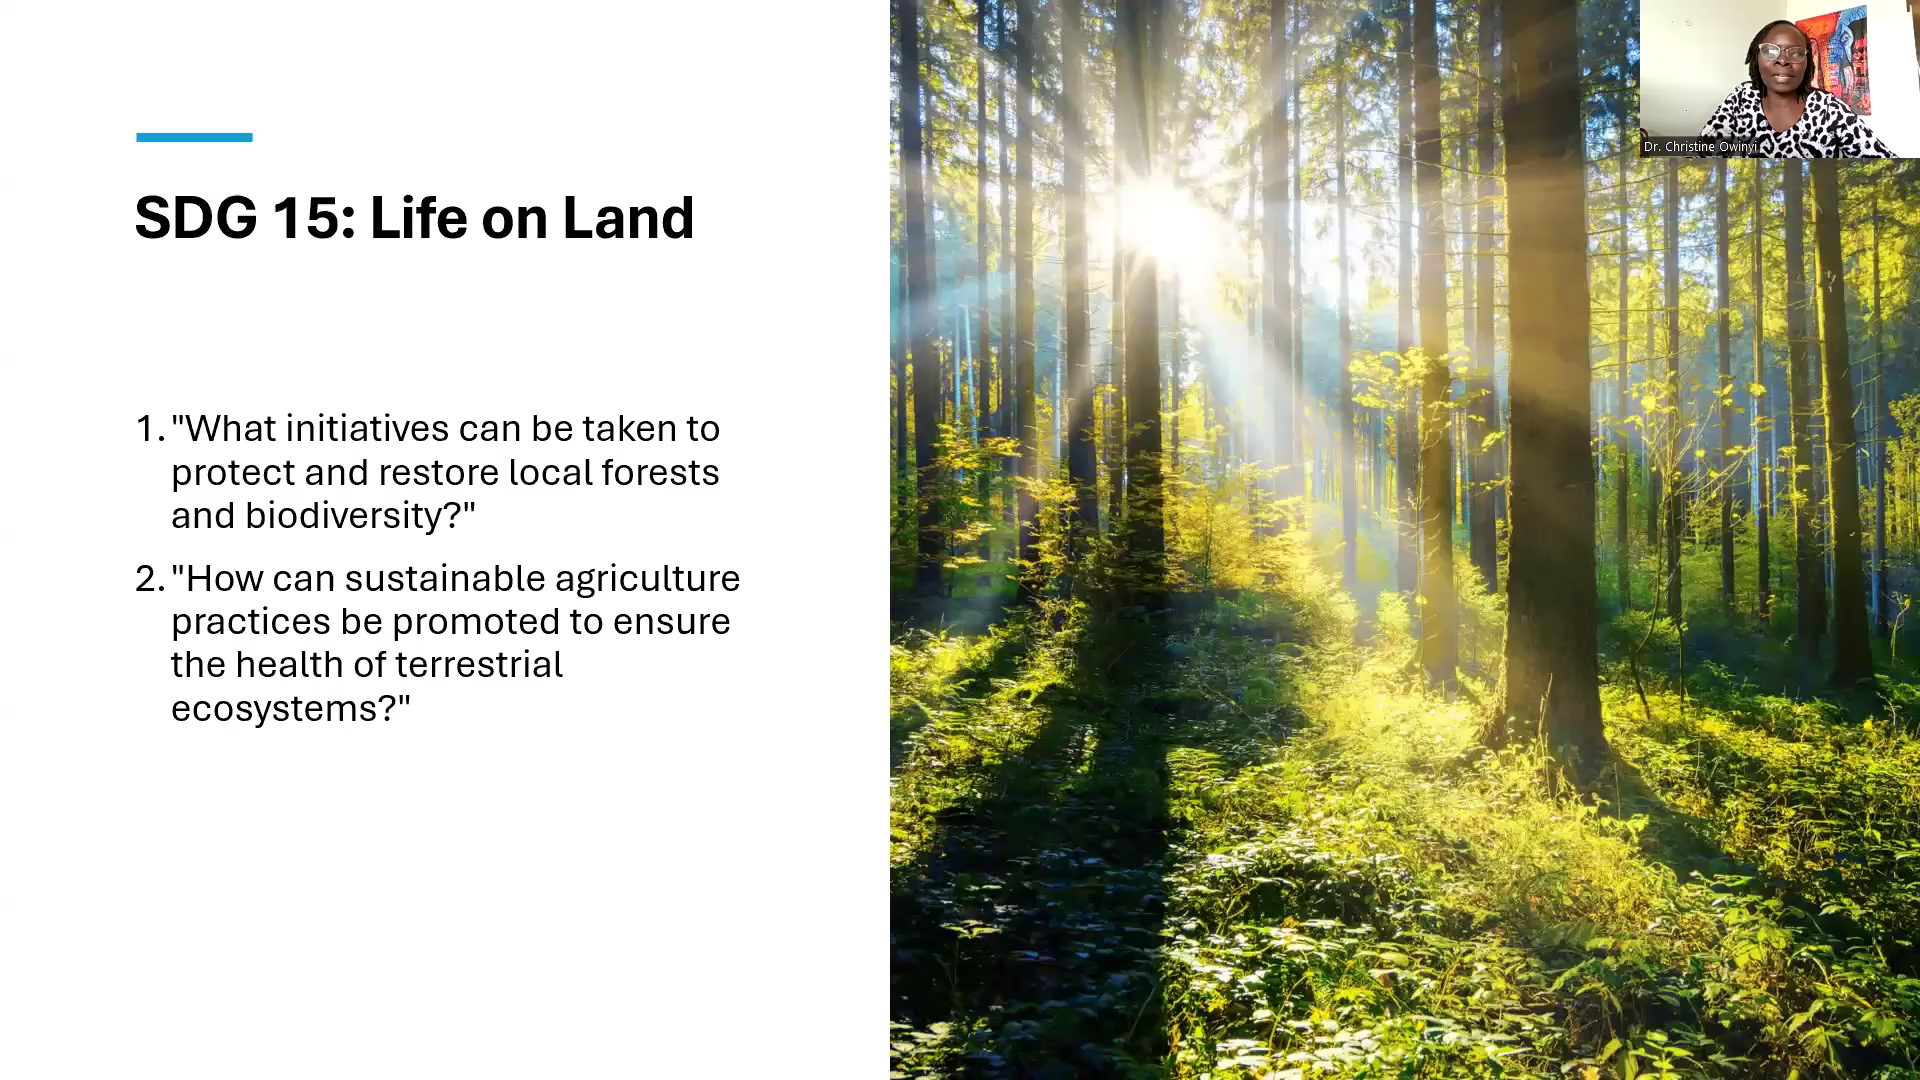 SDG 15: Life on Land
1. "What initiatives can be taken to
protect and restore local forests
and biodiversity?"
2. "How can sustainable agriculture
practices be promoted to ensure
the health of terrestrial
ecosystems?"
Dr. Christine Owinyi